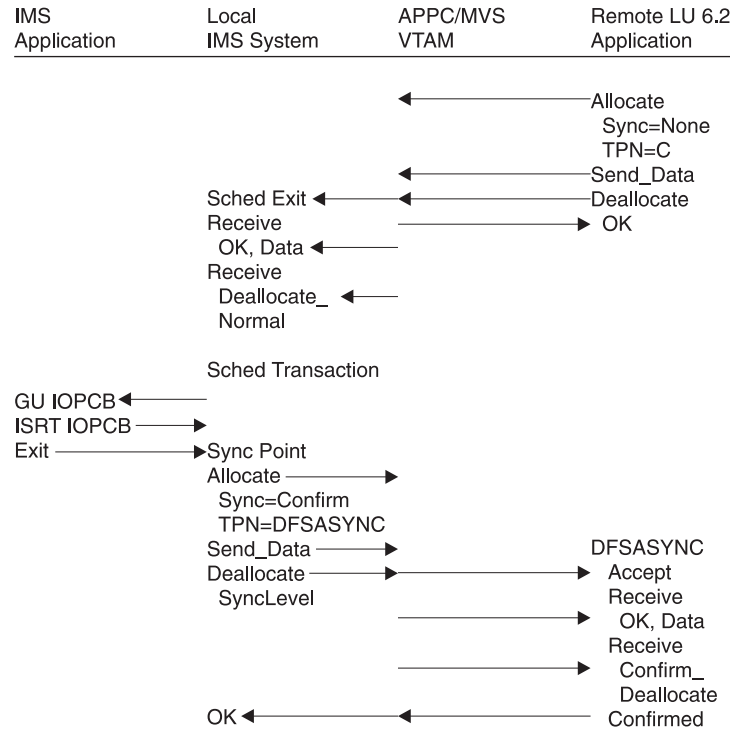 IMS Local APPC/MVS Remote LU 6.2
Application IMS System VTAM Application
Allocate
Sync=None
TPN=C
Send_Data
Sched Exit Deallocate
Receive OK
OK, Data
Receive
Deallocate_
Normal
Sched Transaction
GU IOPCB
ISRT IOPCB
Exit Sync Point
Allocate
Sync=Confirm
TPN=DFSASYNC
Send_Data DFSASYNC
Deallocate Accept
SyncLevel Receive
OK, Data
Receive
Confirm_
Deallocate
OK Confirmed